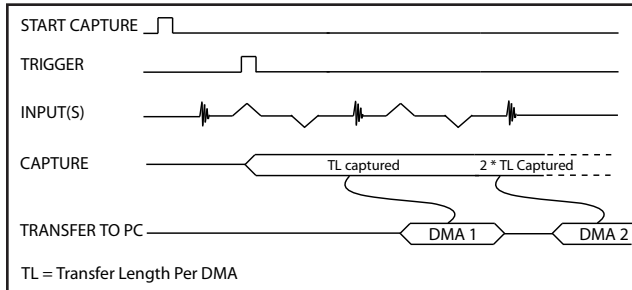 START CAPTURE
TRIGGER
INPUT(S)
CAPTURE
TL captured
2 * TL Captured
TRANSFER TO PC
DMA 1
DMA 2
TL = Transfer Length Per DMA